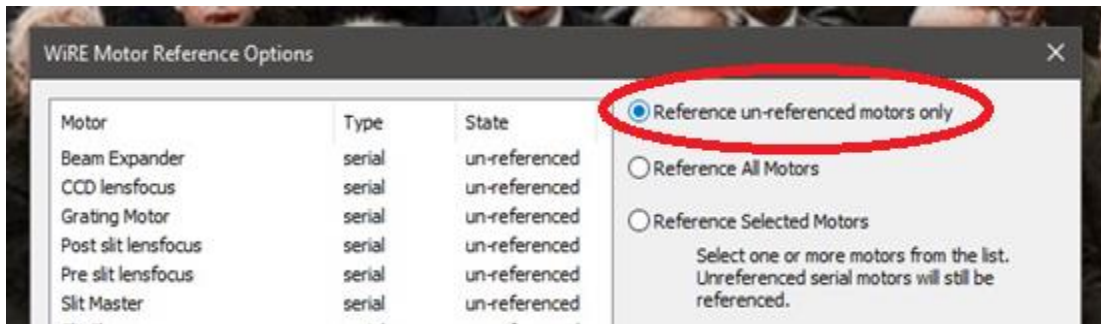 WiRE Motor Reference Options
Motor Type State
Beam Expander serial un-referenced
CCD lensfocus serial un-referenced
Grating Motor serial un-referenced
Post slit lensfocus serial un-referenced
Pre slit lensfocus serial un-referenced
Slit Master serial un-referenced
Reference un-referenced motors only
Reference All Motors
Reference Selected Motors
Select one or more motors from the list.
Unreferenced serial motors will still be
referenced.